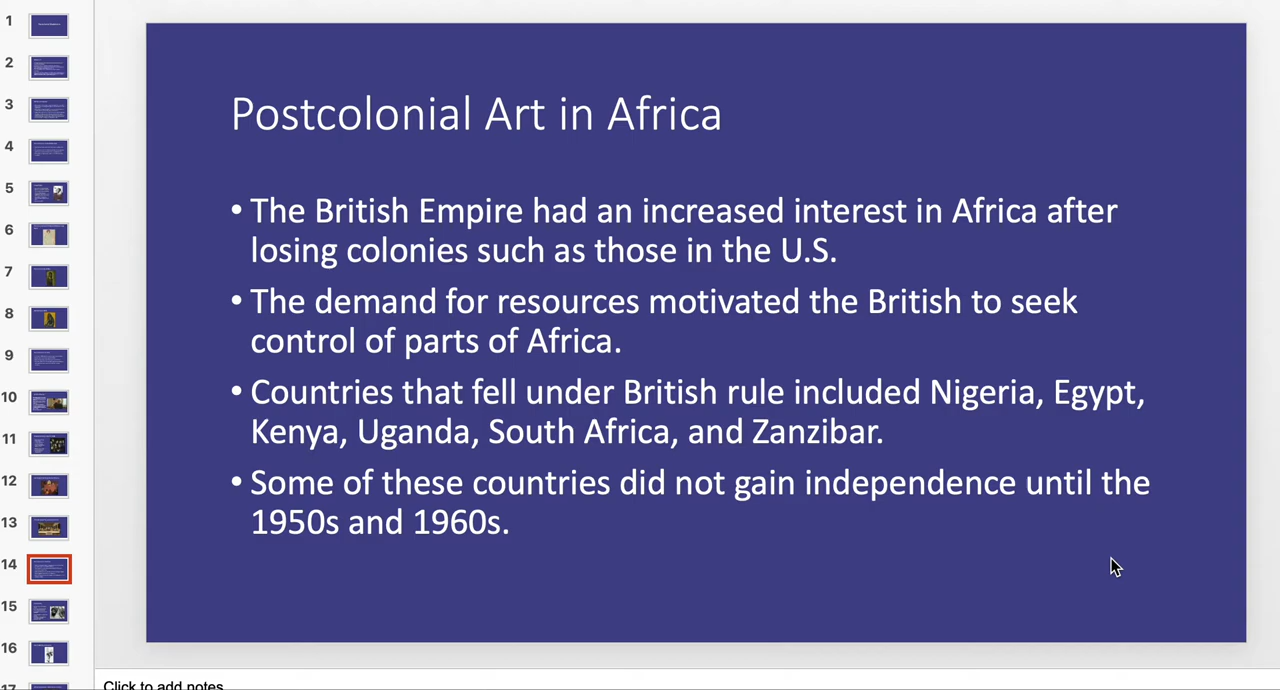 1
2
3
4
5
6
7
8
9
10
11
12
13
14
15
16
17
Postcolonial Art in Africa
• The British Empire had an increased interest in Africa after
losing colonies such as those in the U.S.
• The demand for resources motivated the British to seek
control of parts of Africa.
• Countries that fell under British rule included Nigeria, Egypt,
Kenya, Uganda, South Africa, and Zanzibar.
• Some of these countries did not gain independence until the
1950s and 1960s.
Click to add notes